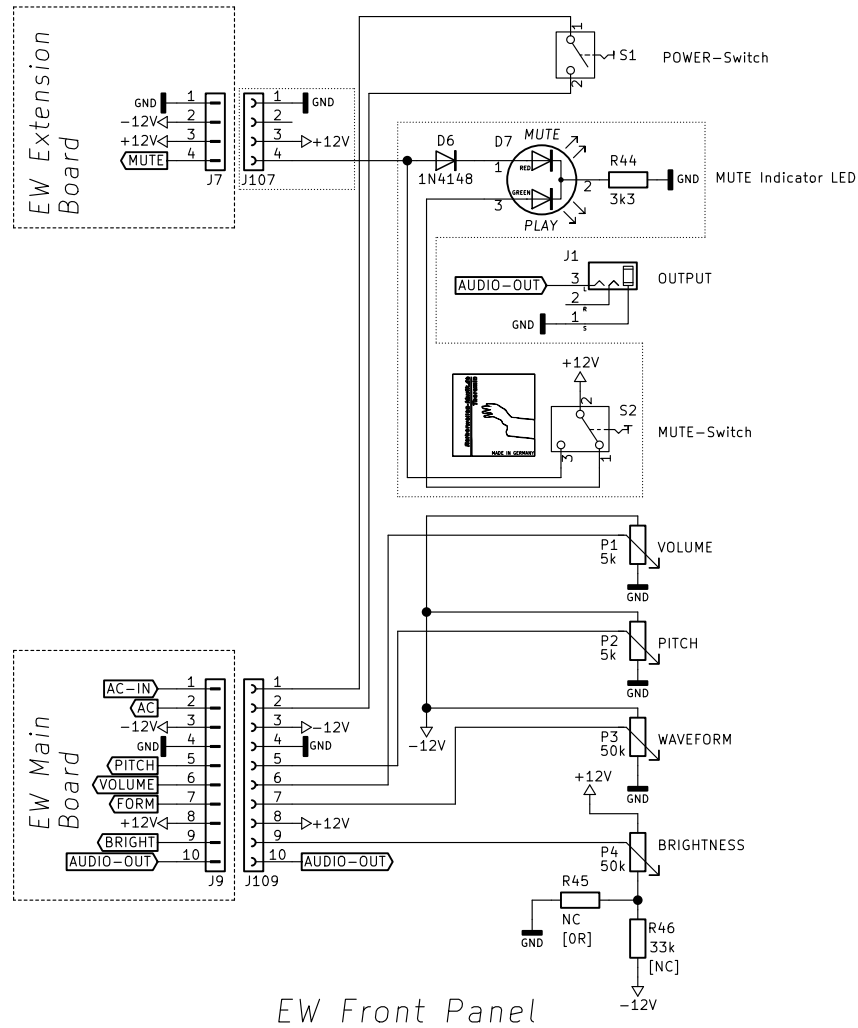 EW Extension
Board
GND 1
-12V 2
+12V 3
MUTE 4
J7
1 GND
2
3 +12V
4
J107
1
2
S1
POWER-Switch
D6
1N4148
D7
MUTE
1
RED
GREEN
3
2
PLAY
R44
3k3
GND
MUTE Indicator LED
J1
AUDIO-OUT 3
L
2
R
GND 1
S
OUTPUT
+12V
2
S2
3
1
MUTE-Switch
Theremin
MADE IN GERMANY
P1
5k
VOLUME
GND
P2
5k
PITCH
GND
-12V
P3
50k
WAVEFORM
GND
+12V
P4
50k
BRIGHTNESS
R45
NC
[0R]
GND
R46
33k
[NC]
-12V
EW Main
Board
AC-IN 1
AC 2
-12V 3
GND 4
PITCH 5
VOLUME 6
FORM 7
+12V 8
BRIGHT 9
AUDIO-OUT 10
J9
1
2
3 -12V
4 GND
5
6
7
8 +12V
9
10 AUDIO-OUT
J109
EW Front Panel